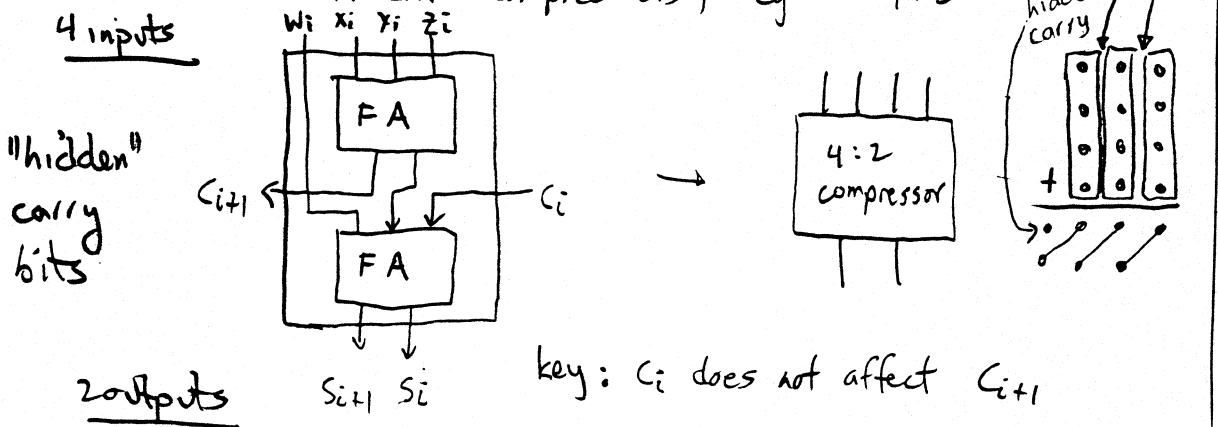 4 inputs
Wi Xi Yi Zi
hidden
carry
FA
4:2
compressor
"hidden"
carry
bits
Ci+1
Ci
+
FA
Si+1 Si
2 outputs
key: Ci does not affect Ci+1